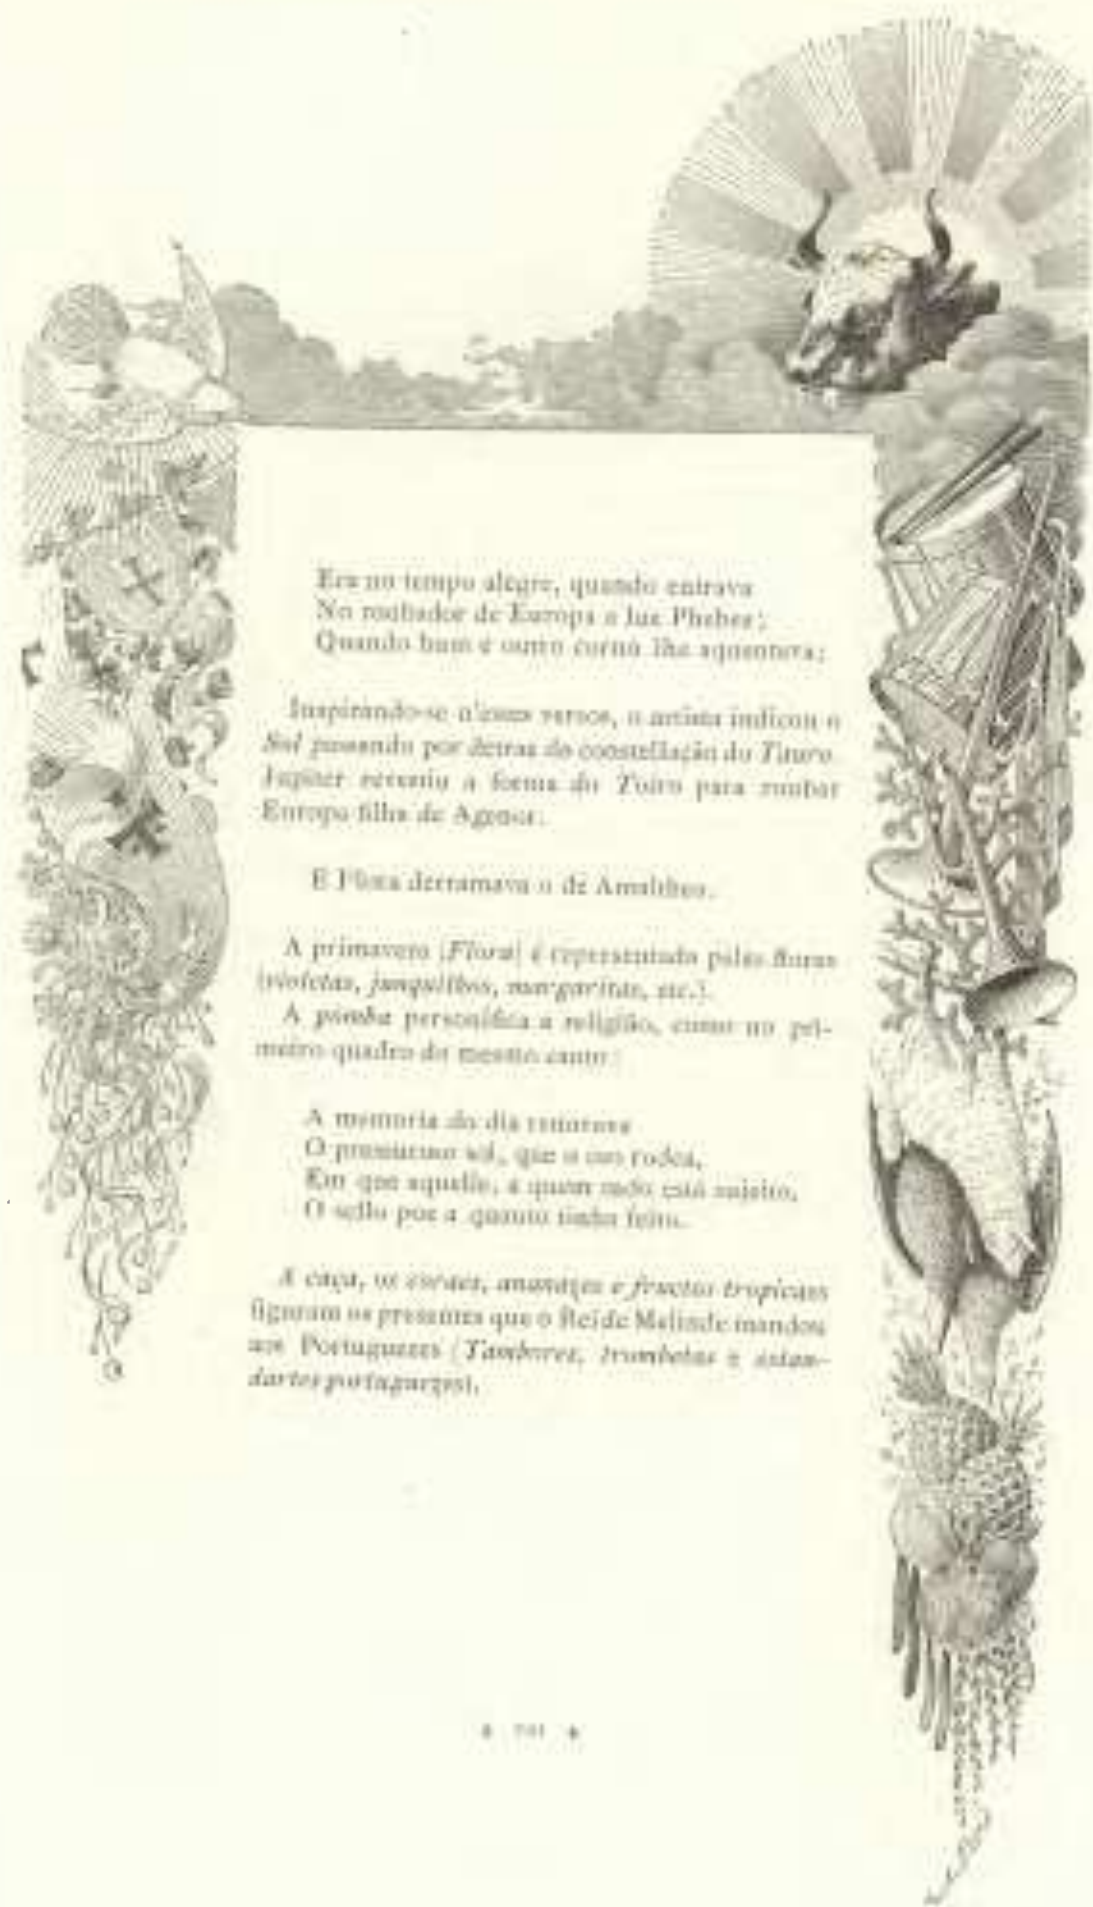 Era no tempo alegre, quando entrava
No roubador de Europa a luz Phebea;
Quando hum e outro corno lhe aquentava;
Inspirando-se n'estes versos, o artista indicou o
Sol passando por detras da constellação do Tauro.
Jupiter revestiu a forma do Toiro para roubar
Europa filha de Agenor.
E Flora derramava o de Amalthea.
A primavera (Flora) é representada pelas flores
(violetas, junquilhos, margaritas, etc.).
A pomba personifica a religião, como no pri-
meiro quadro do mesmo canto:
A memoria do dia renovava
O pressuroso sol, que o ceo rodea,
Em que aquelle, a quem tudo está sujeito,
O sello poz a quanto tinha feito.
A caça, os coraes, ananazes e fructos tropicaes
figuram os presentes que o Rei de Melinde mandou
aos Portuguezes (Tambores, trombetas e estan-
dartes portuguezes).